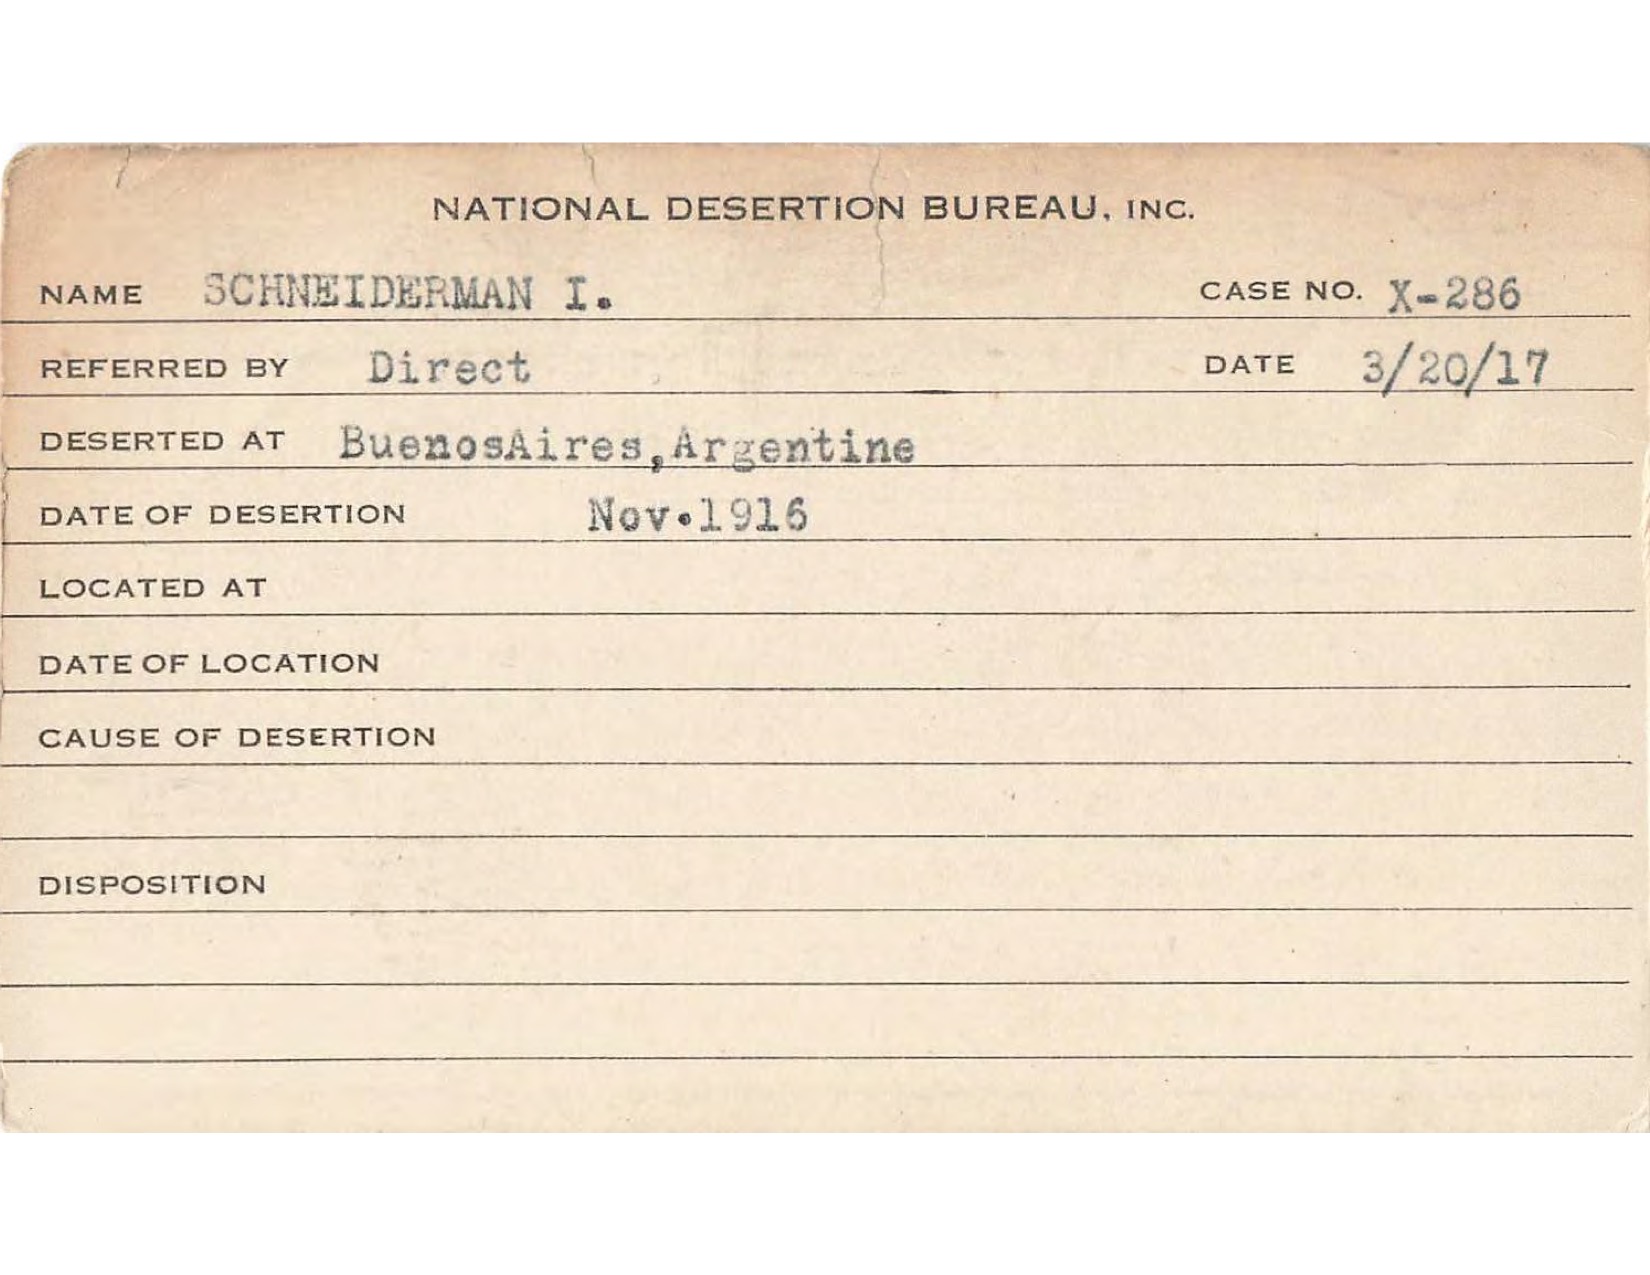 NATIONAL DESERTION BUREAU, INC.
NAME SCHNEIDERMAN I. CASE NO. X-286
REFERRED BY Direct DATE 3/20/17
DESERTED AT BuenosAires,Argentine
DATE OF DESERTION Nov.1916
LOCATED AT
DATE OF LOCATION
CAUSE OF DESERTION
DISPOSITION